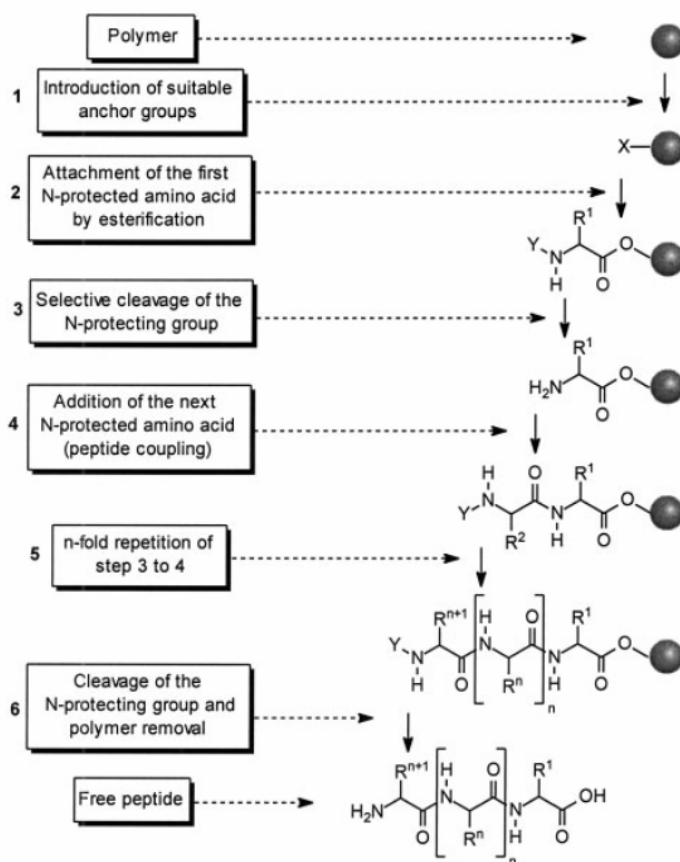 Polymer
1
Introduction of suitable
anchor groups
X
2
Attachment of the first
N-protected amino acid
by esterification
R1
Y
N
H
O
O
3
Selective cleavage of the
N-protecting group
R1
H2N
O
O
4
Addition of the next
N-protected amino acid
(peptide coupling)
H
N
Y
R2
O
N
H
R1
O
O
5
n-fold repetition of
step 3 to 4
Rn+1
Y
N
H
O
H
N
Rn
O
n
N
H
R1
O
O
6
Cleavage of the
N-protecting group and
polymer removal
Free peptide
Rn+1
H2N
O
H
N
Rn
O
n
N
H
R1
O
OH